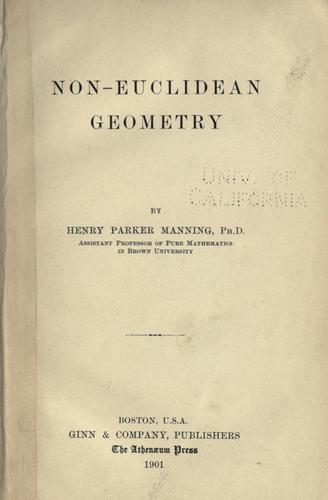 NON-EUCLIDEAN
GEOMETRY
UNIV. OF
CALIFORNIA
BY
HENRY PARKER MANNING, PH.D.
ASSISTANT PROFESSOR OF PURE MATHEMATICS
IN BROWN UNIVERSITY
BOSTON, U.S.A.
GINN & COMPANY, PUBLISHERS
The Athenæum Press
1901